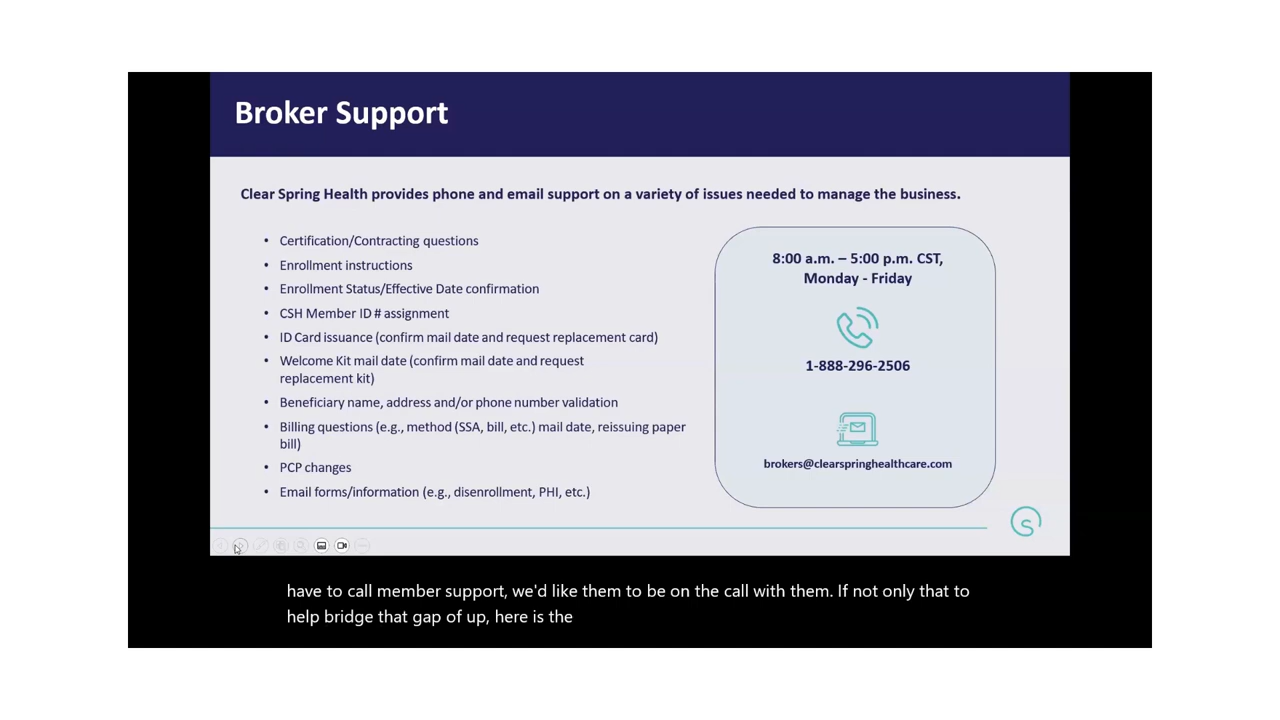 Broker Support
Clear Spring Health provides phone and email support on a variety of issues needed to manage the business.
• Certification/Contracting questions
• Enrollment instructions
• Enrollment Status/Effective Date confirmation
• CSH Member ID # assignment
• ID Card issuance (confirm mail date and request replacement card)
• Welcome Kit mail date (confirm mail date and request
replacement kit)
• Beneficiary name, address and/or phone number validation
• Billing questions (e.g., method (SSA, bill, etc.) mail date, reissuing paper
bill)
• PCP changes
• Email forms/information (e.g., disenrollment, PHI, etc.)
8:00 a.m. – 5:00 p.m. CST,
Monday - Friday
1-888-296-2506
brokers@clearspringhealthcare.com
S
have to call member support, we'd like them to be on the call with them. If not only that to
help bridge that gap of up, here is the